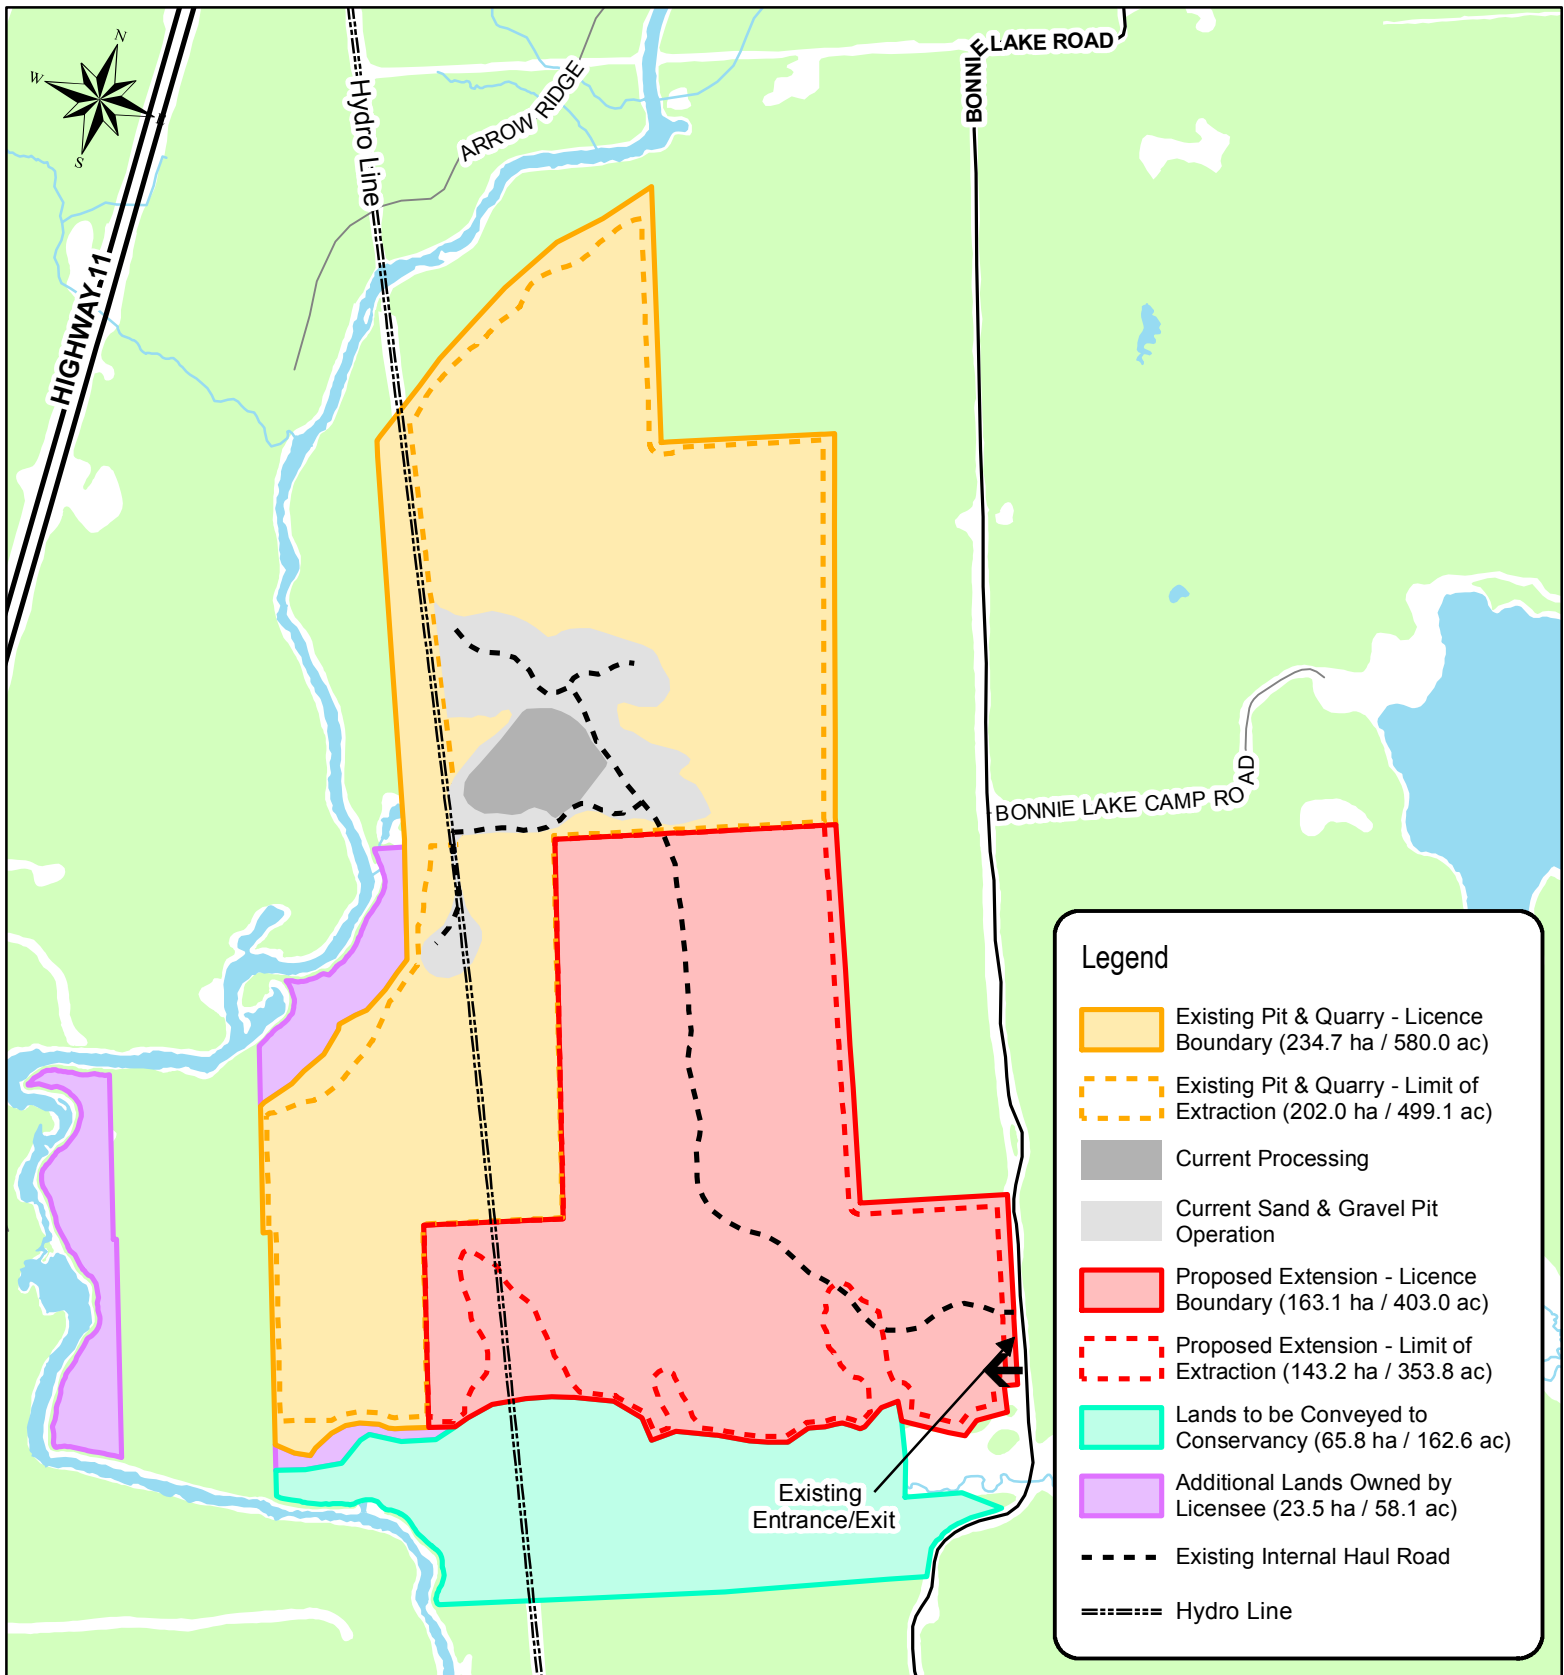 N
W
E
S
BONNIE LAKE ROAD
Hydro Line
ARROW RIDGE
HIGHWAY 11
BONNIE LAKE CAMP ROAD
Legend
Existing Pit & Quarry - Licence
Boundary (234.7 ha / 580.0 ac)
Existing Pit & Quarry - Limit of
Extraction (202.0 ha / 499.1 ac)
Current Processing
Current Sand & Gravel Pit
Operation
Proposed Extension - Licence
Boundary (163.1 ha / 403.0 ac)
Proposed Extension - Limit of
Extraction (143.2 ha / 353.8 ac)
Lands to be Conveyed to
Conservancy (65.8 ha / 162.6 ac)
Additional Lands Owned by
Licensee (23.5 ha / 58.1 ac)
Existing Internal Haul Road
Hydro Line
Existing
Entrance/Exit